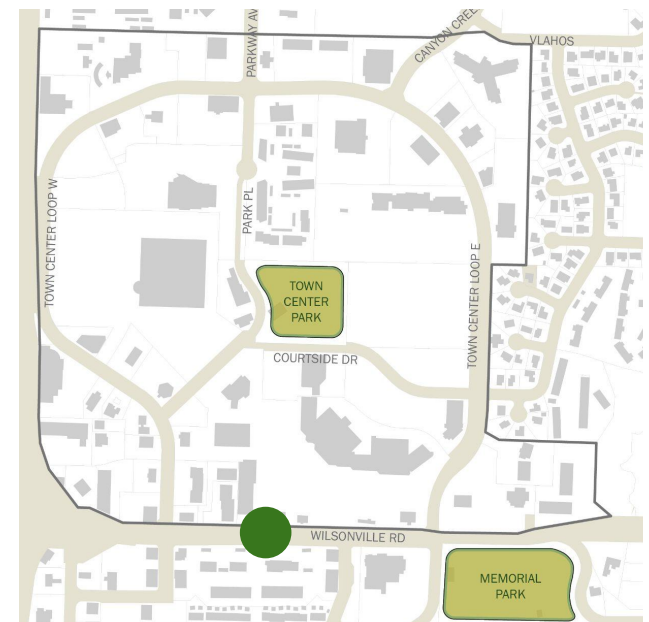 PARKWAY AV
CANYON CREE
VLAHOS
TOWN CENTER LOOP W
PARK PL
TOWN
CENTER
PARK
TOWN CENTER LOOP E
COURTSIDE DR
WILSONVILLE RD
MEMORIAL
PARK